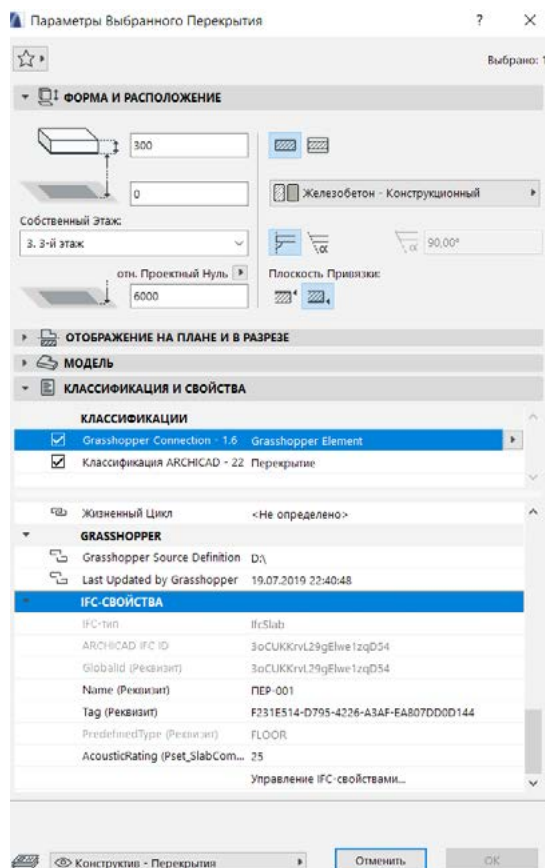 Параметры Выбранного Перекрытия
? ×
Выбрано: 1
ФОРМА И РАСПОЛОЖЕНИЕ
300
0
Железобетон - Конструкционный
Собственный Этаж:
3. 3-й этаж
α
α 90,00°
отн. Проектный Нуль
Плоскость Привязки:
6000
ОТОБРАЖЕНИЕ НА ПЛАНЕ И В РАЗРЕЗЕ
МОДЕЛЬ
КЛАССИФИКАЦИЯ И СВОЙСТВА
КЛАССИФИКАЦИИ
Grasshopper Connection - 1.6 Grasshopper Element
Классификация ARCHICAD - 22 Перекрытие
Жизненный Цикл <Не определено>
GRASSHOPPER
Grasshopper Source Definition D:\
Last Updated by Grasshopper 19.07.2019 22:40:48
IFC-СВОЙСТВА
IFC-тип IfcSlab
ARCHICAD IFC ID 3oCUKKrvL29gElwe1zqD54
GlobalId (Реквизит) 3oCUKKrvL29gElwe1zqD54
Name (Реквизит) ПЕР-001
Tag (Реквизит) F231E514-D795-4226-A3AF-EA807DD0D144
PredefinedType (Реквизит) FLOOR
AcousticRating (Pset_SlabCom... 25
Управление IFC-свойствами...
Конструктив - Перекрытия
Отменить
OK